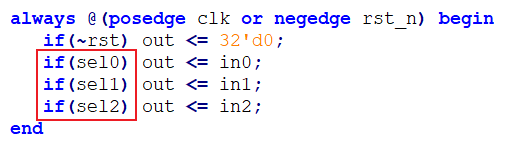 always @(posedge clk or negedge rst_n) begin
if(~rst) out <= 32'd0;
if(sel0) out <= in0;
if(sel1) out <= in1;
if(sel2) out <= in2;
end